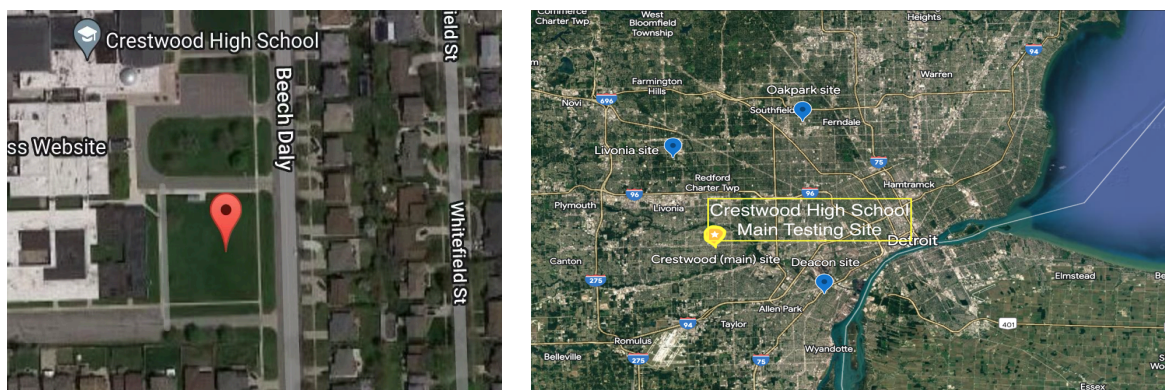 Crestwood High School
ss Website
Beech Daly
field St
Whitefield St
Commerce
Charter Twp
West
Bloomfield
Township
Heights
94
Warren
Farmington
Hills
Oakpark site
696
Novi
Southfield
Ferndale
Livonia site
75
Redford
Charter Twp
Hamtramck
96
96
Plymouth
Livonia
Crestwood High School
Main Testing Site
Detroit
Crestwood (main) site
Deacon site
Canton
275
Elmstead
Allen Park
94
Taylor
401
Romulus
Wyandotte
Belleville
275
75
Essex